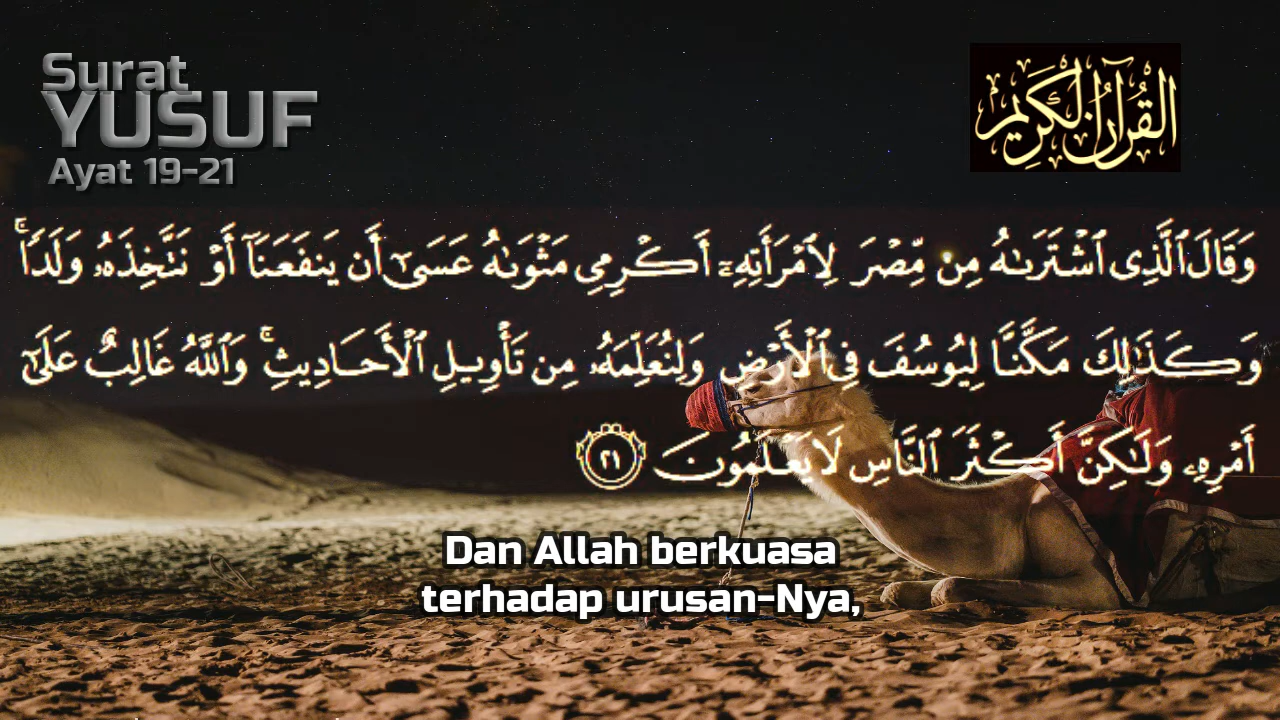 Surat
YUSUF
Ayat 19-21
القرآن الكريم
وَقَالَ ٱلَّذِى ٱشْتَرَىٰهُ مِن مِّصْرَ لِٱمْرَأَتِهِۦٓ أَكْرِمِى مَثْوَىٰهُ عَسَىٰٓ أَن يَنفَعَنَآ أَوْ نَتَّخِذَهُۥ وَلَدًا ۚ
وَكَذَٰلِكَ مَكَّنَّا لِيُوسُفَ فِى ٱلْأَرْضِ وَلِنُعَلِّمَهُۥ مِن تَأْوِيلِ ٱلْأَحَادِيثِ ۚ وَٱللَّهُ غَالِبٌ عَلَىٰٓ
أَمْرِهِۦ وَلَٰكِنَّ أَكْثَرَ ٱلنَّاسِ لَا يَعْلَمُونَ ٢١
Dan Allah berkuasa
terhadap urusan-Nya,